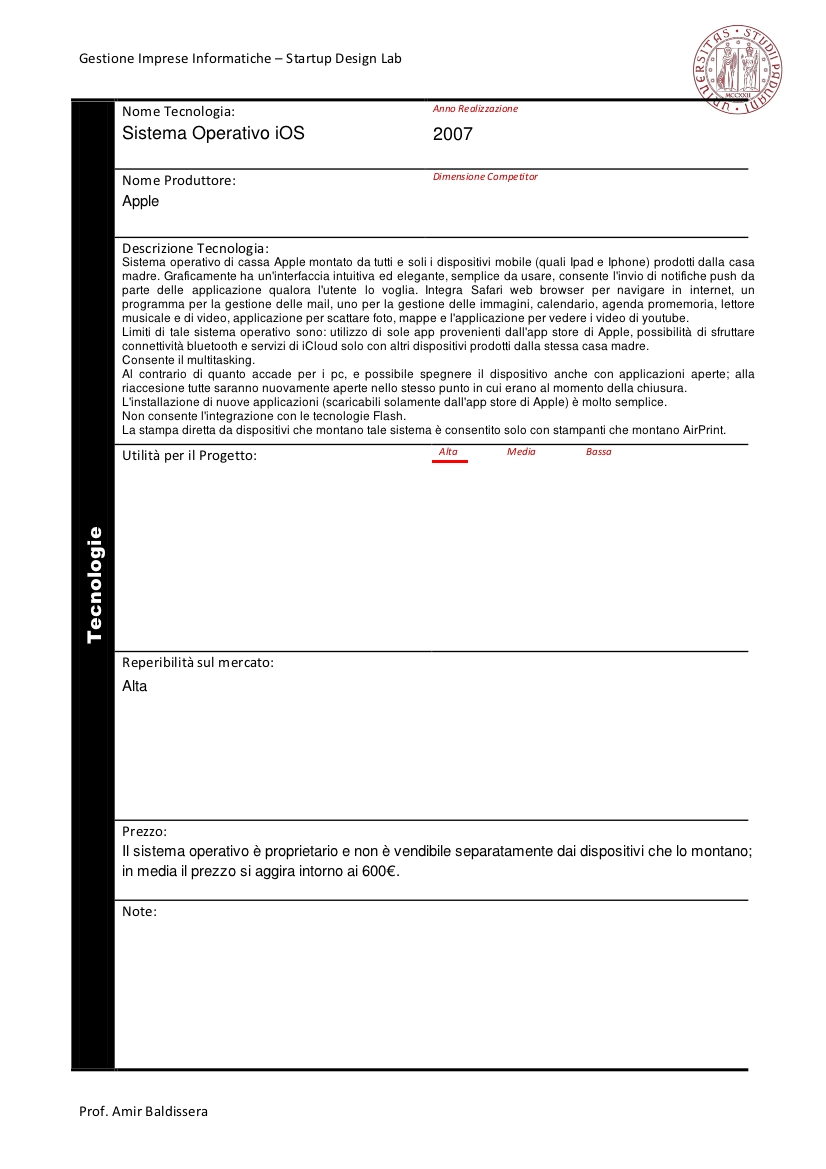 Gestione Imprese Informatiche – Startup Design Lab
UNIVERSITAS • STUDII PADUANI •
MCCXXII
Nome Tecnologia:
Anno Realizzazione
Sistema Operativo iOS
2007
Nome Produttore:
Dimensione Competitor
Apple
Descrizione Tecnologia:
Sistema operativo di cassa Apple montato da tutti e soli i dispositivi mobile (quali Ipad e Iphone) prodotti dalla casa
madre. Graficamente ha un'interfaccia intuitiva ed elegante, semplice da usare, consente l'invio di notifiche push da
parte delle applicazione qualora l'utente lo voglia. Integra Safari web browser per navigare in internet, un
programma per la gestione delle mail, uno per la gestione delle immagini, calendario, agenda promemoria, lettore
musicale e di video, applicazione per scattare foto, mappe e l'applicazione per vedere i video di youtube.
Limiti di tale sistema operativo sono: utilizzo di sole app provenienti dall'app store di Apple, possibilità di sfruttare
connettività bluetooth e servizi di iCloud solo con altri dispositivi prodotti dalla stessa casa madre.
Consente il multitasking.
Al contrario di quanto accade per i pc, e possibile spegnere il dispositivo anche con applicazioni aperte; alla
riaccesione tutte saranno nuovamente aperte nello stesso punto in cui erano al momento della chiusura.
L'installazione di nuove applicazioni (scaricabili solamente dall'app store di Apple) è molto semplice.
Non consente l'integrazione con le tecnologie Flash.
La stampa diretta da dispositivi che montano tale sistema è consentito solo con stampanti che montano AirPrint.
Utilità per il Progetto:
Alta Media Bassa
Tecnologie
Reperibilità sul mercato:
Alta
Prezzo:
Il sistema operativo è proprietario e non è vendibile separatamente dai dispositivi che lo montano;
in media il prezzo si aggira intorno ai 600€.
Note:
Prof. Amir Baldissera